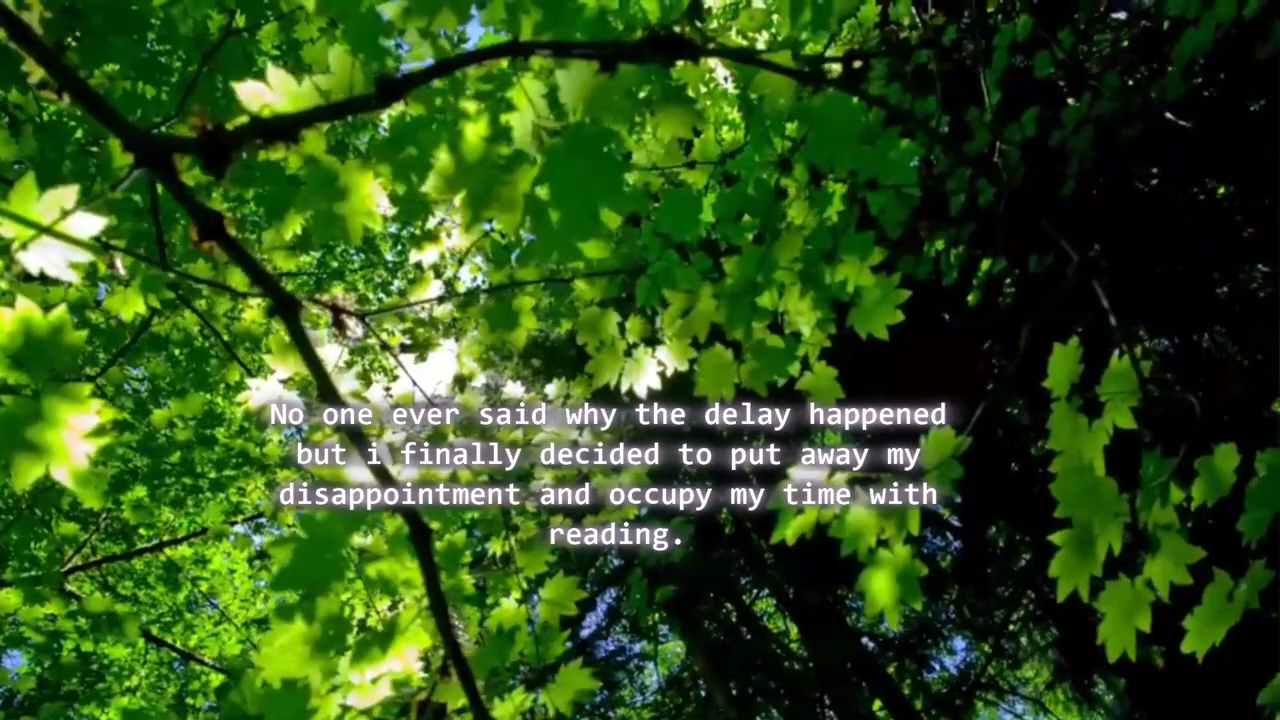 No one ever said why the delay happened
but i finally decided to put away my
disappointment and occupy my time with
reading.